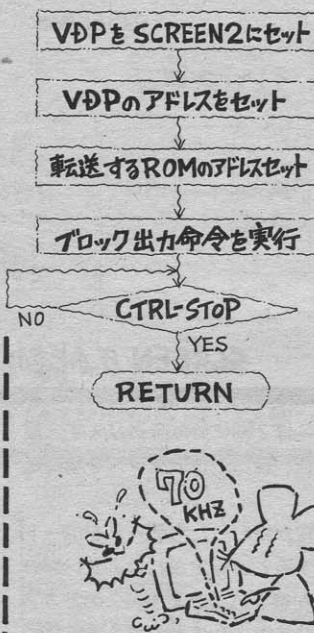 VDPをSCREEN2にセット
VDPのアドレスをセット
転送するROMのアドレスセット
ブロック出力命令を実行
CTRL-STOP
NO
YES
RETURN
70
KHZ